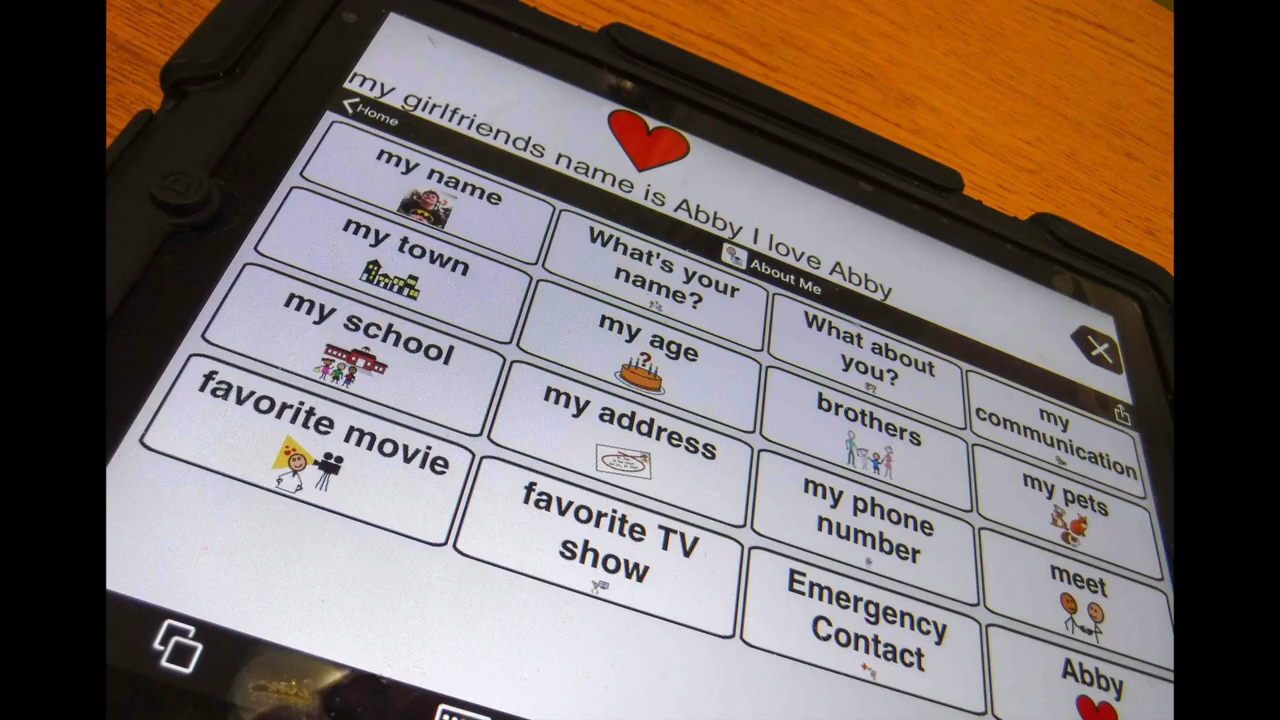 my girlfriends name is Abby I love Abby
Home
About Me
my name
What's your
name?
What about
you?
my
communication
my town
my age
brothers
my pets
my school
my address
my phone
number
meet
favorite movie
favorite TV
show
Emergency
Contact
Abby